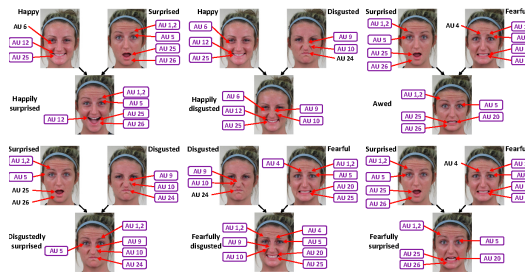 Happy
Surprised
AU 6
AU 12
AU 25
AU 1,2
AU 5
AU 25
AU 26
Happily surprised
AU 1,2
AU 5
AU 12
AU 25
AU 26
Happy
Disgusted
AU 6
AU 12
AU 25
AU 9
AU 10
AU 24
Happily disgusted
AU 6
AU 12
AU 25
AU 9
AU 10
Surprised
Fearful
AU 1,2
AU 5
AU 25
AU 26
AU 4
Awed
AU 1,2
AU 5
AU 25
AU 20
AU 26
Surprised
Disgusted
AU 1,2
AU 5
AU 25
AU 26
AU 9
AU 10
AU 24
Disgustedly surprised
AU 1,2
AU 5
AU 9
AU 10
AU 24
Disgusted
Fearful
AU 9
AU 10
AU 24
AU 4
AU 1,2
AU 5
AU 20
AU 25
Fearfully disgusted
AU 1,2
AU 9
AU 10
AU 4
AU 5
AU 20
AU 25
Surprised
Fearful
AU 1,2
AU 5
AU 25
AU 26
AU 4
Fearfully surprised
AU 1,2
AU 5
AU 25
AU 20
AU 26